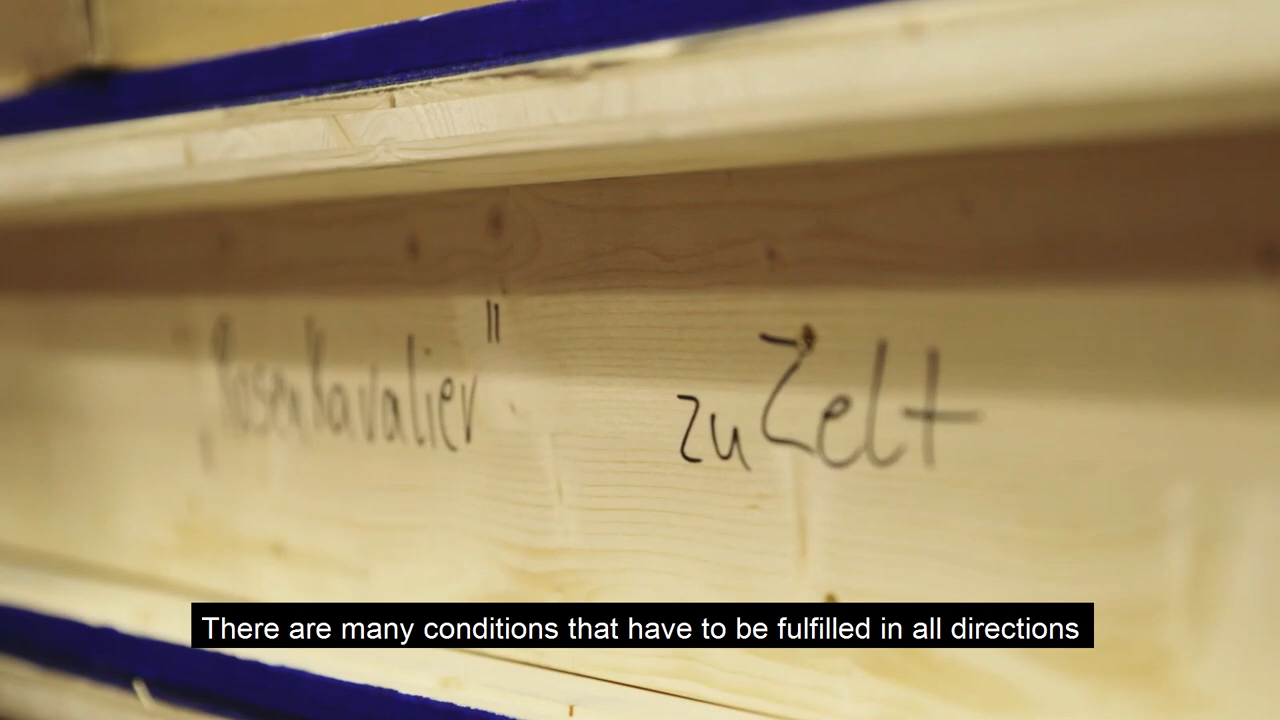 „Rosenkavalier" zu Zelt
There are many conditions that have to be fulfilled in all directions